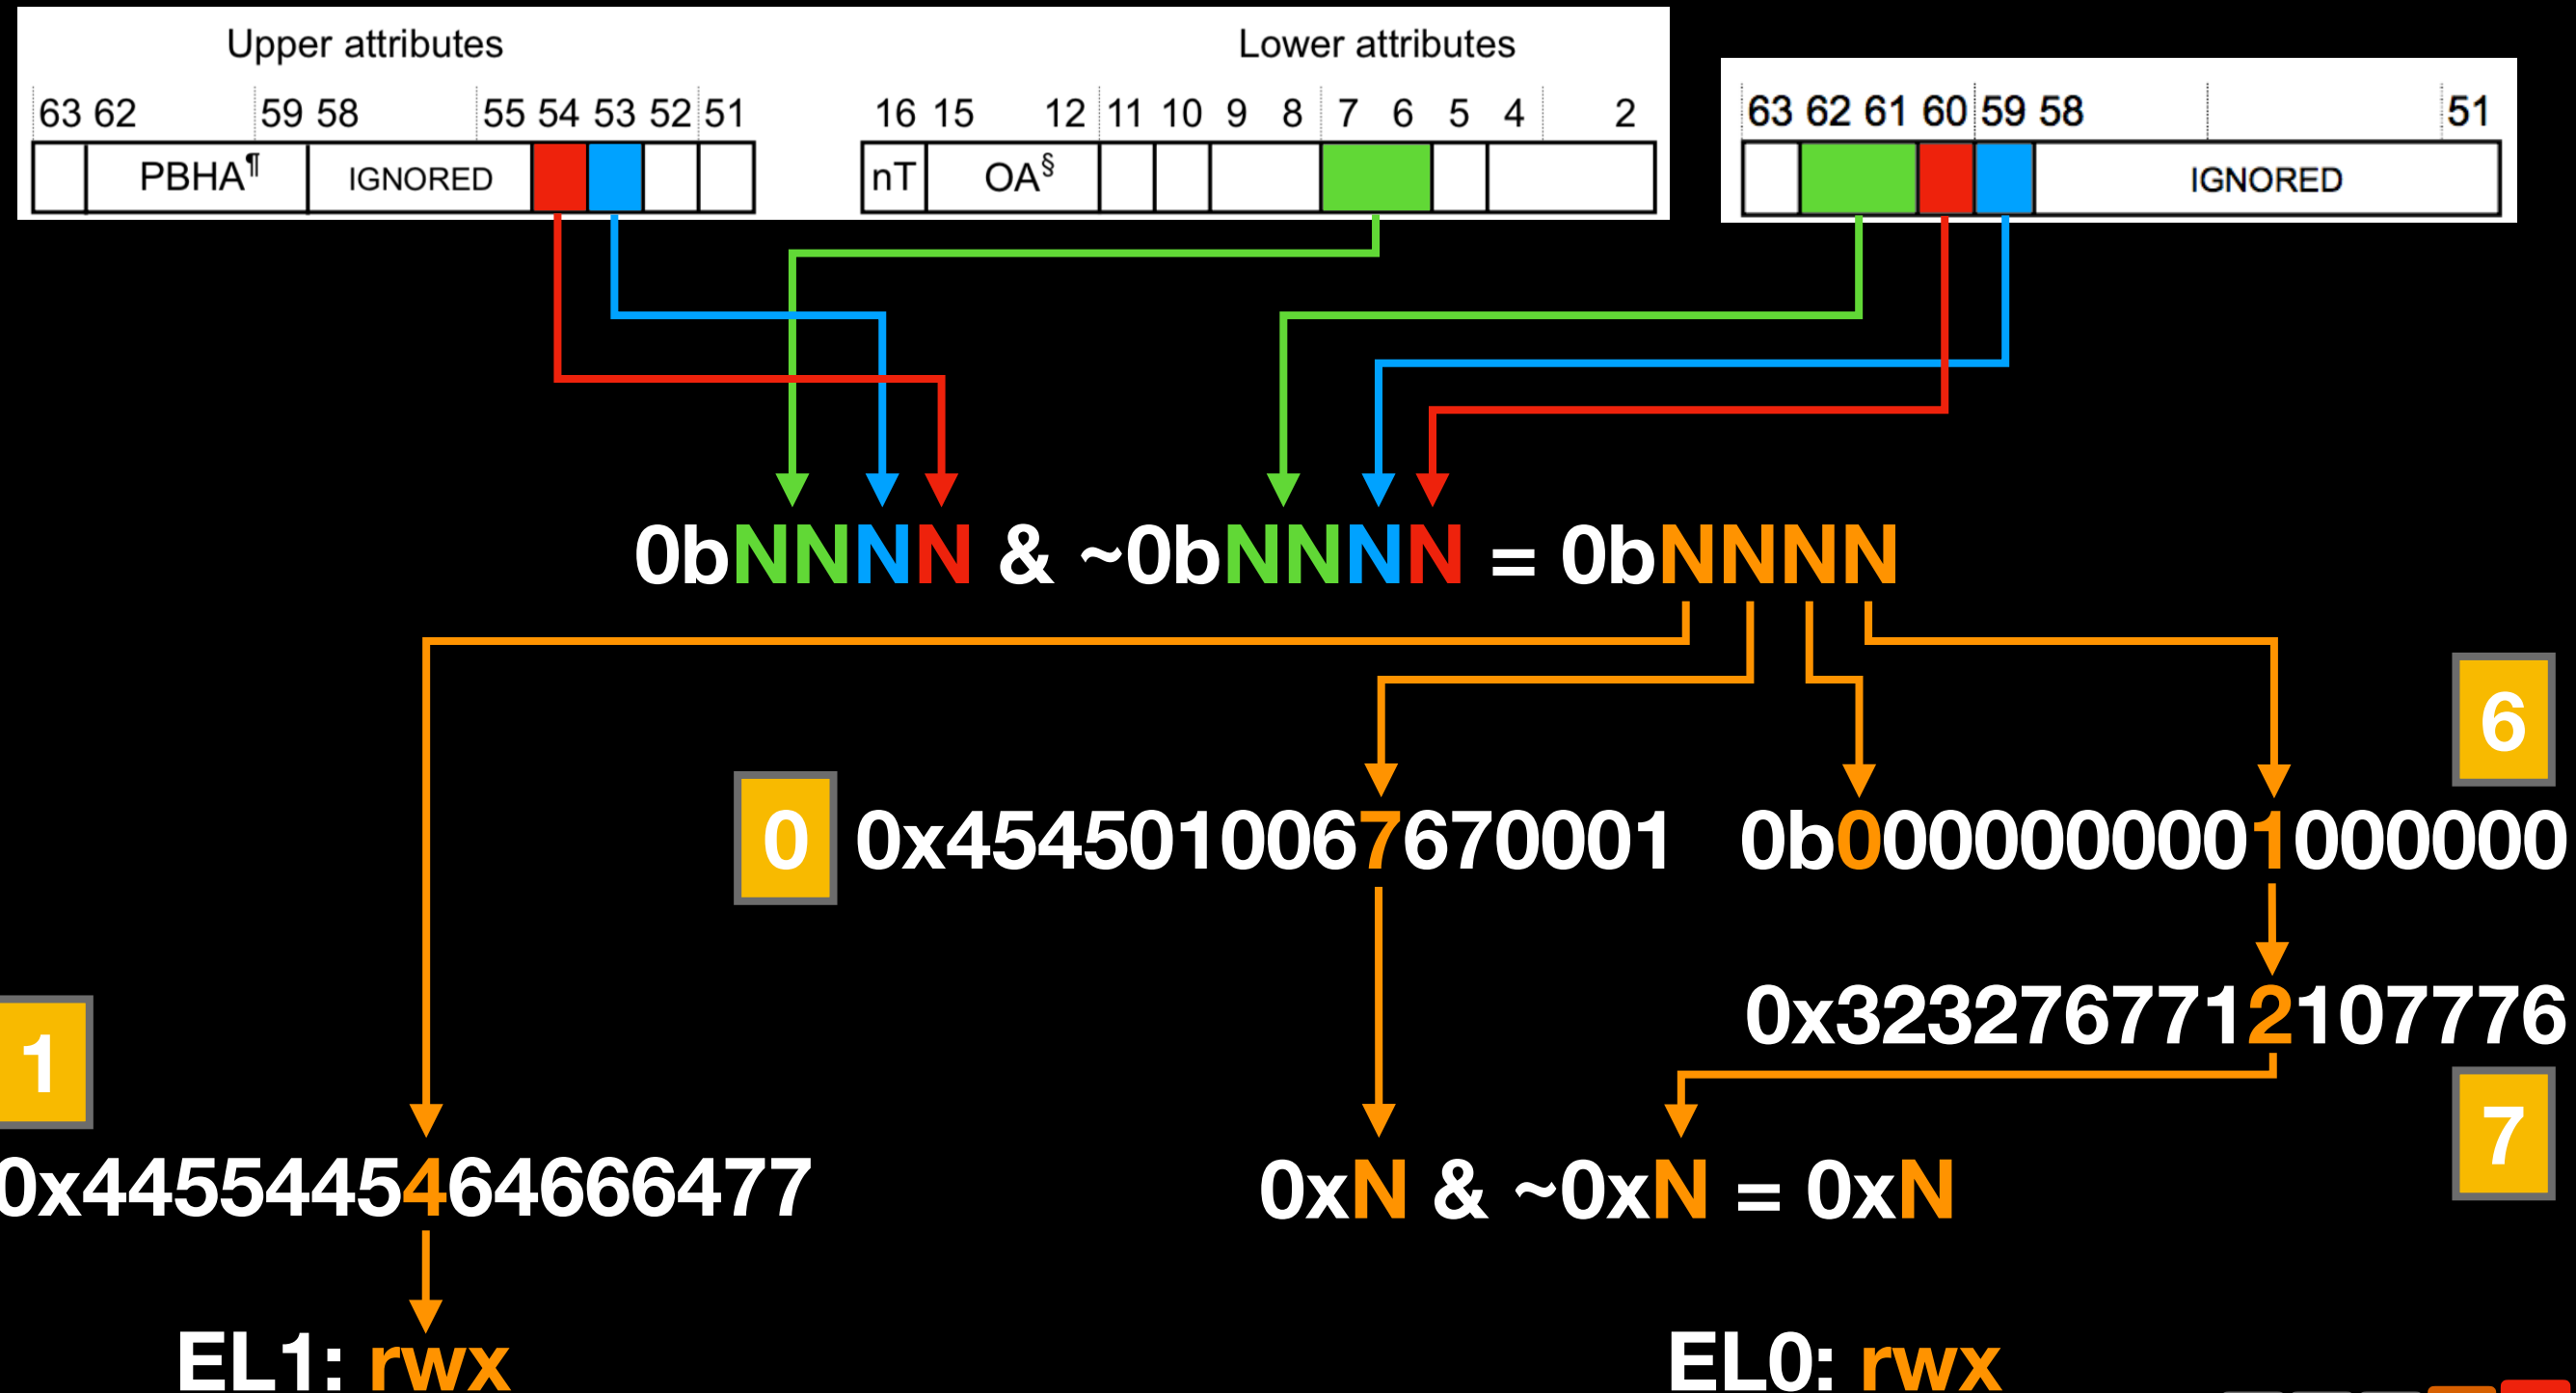 Upper attributes
Lower attributes
63 62 59 58 55 54 53 52 51
16 15 12 11 10 9 8 7 6 5 4 2
63 62 61 60 59 58 51
PBHA¶ IGNORED
nT OA§
IGNORED
0bNNNN & ~0bNNNN = 0bNNNN
6
0 0x4545010067670001 0b0000000001000000
0x3232767712107776
1
7
0x4455445464666477
0xN & ~0xN = 0xN
EL1: rwx
EL0: rwx